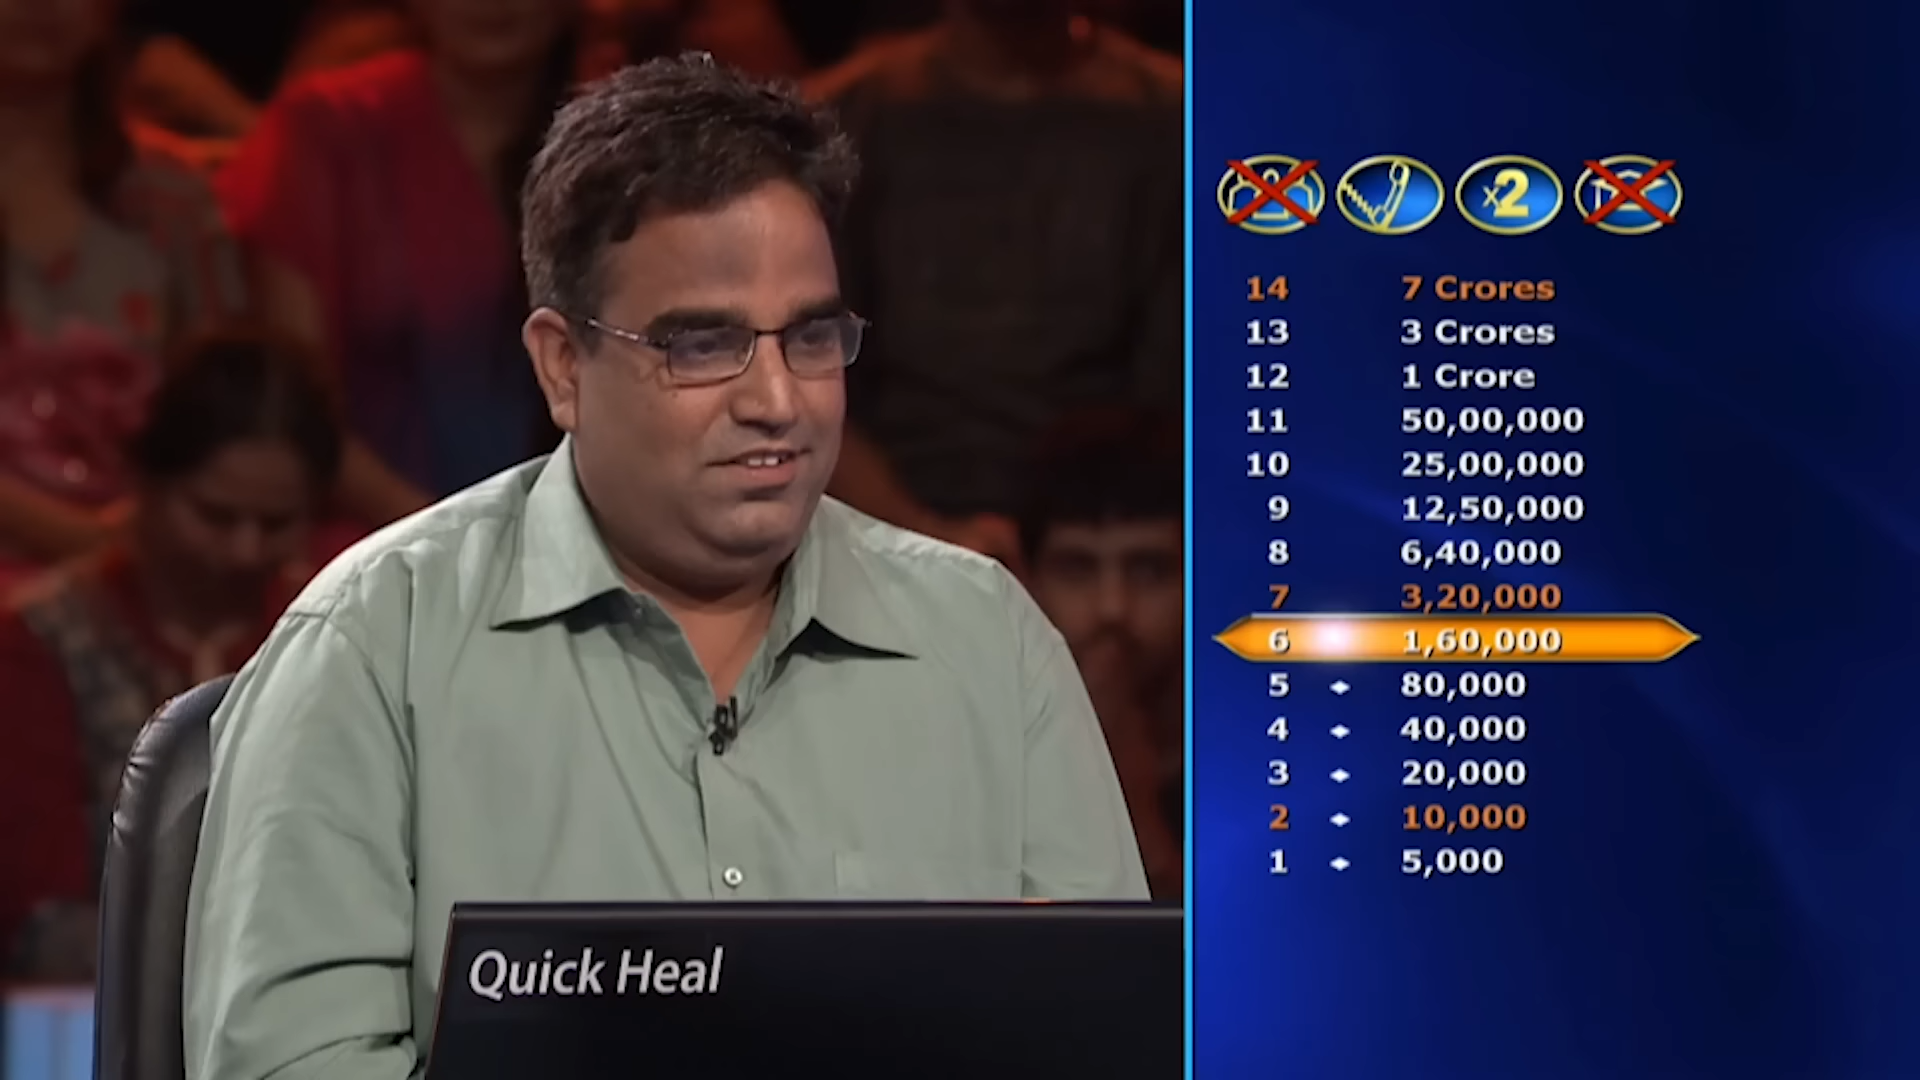 x2
14 7 Crores
13 3 Crores
12 1 Crore
11 50,00,000
10 25,00,000
9 12,50,000
8 6,40,000
7 3,20,000
6 1,60,000
5 80,000
4 40,000
3 20,000
2 10,000
1 5,000
Quick Heal